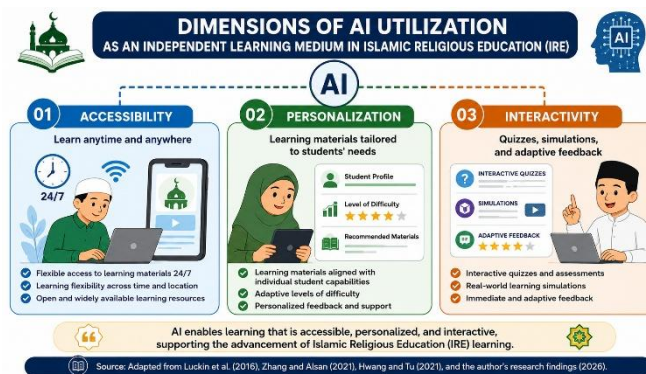 DIMENSIONS OF AI UTILIZATION
AS AN INDEPENDENT LEARNING MEDIUM IN ISLAMIC RELIGIOUS EDUCATION (IRE)
AI
AI
01 ACCESSIBILITY
Learn anytime and anywhere
24/7
Flexible access to learning materials 24/7
Learning flexibility across time and location
Open and widely available learning resources
02 PERSONALIZATION
Learning materials tailored
to students' needs
Student Profile
Level of Difficulty
Recommended Materials
Learning materials aligned with
individual student capabilities
Adaptive levels of difficulty
Personalized feedback and support
03 INTERACTIVITY
Quizzes, simulations,
and adaptive feedback
INTERACTIVE QUIZZES
SIMULATIONS
ADAPTIVE FEEDBACK
Interactive quizzes and assessments
Real-world learning simulations
Immediate and adaptive feedback
AI enables learning that is accessible, personalized, and interactive,
supporting the advancement of Islamic Religious Education (IRE) learning.
Source: Adapted from Luckin et al. (2016), Zhang and Alsan (2021), Hwang and Tu (2021), and the author's research findings (2026).